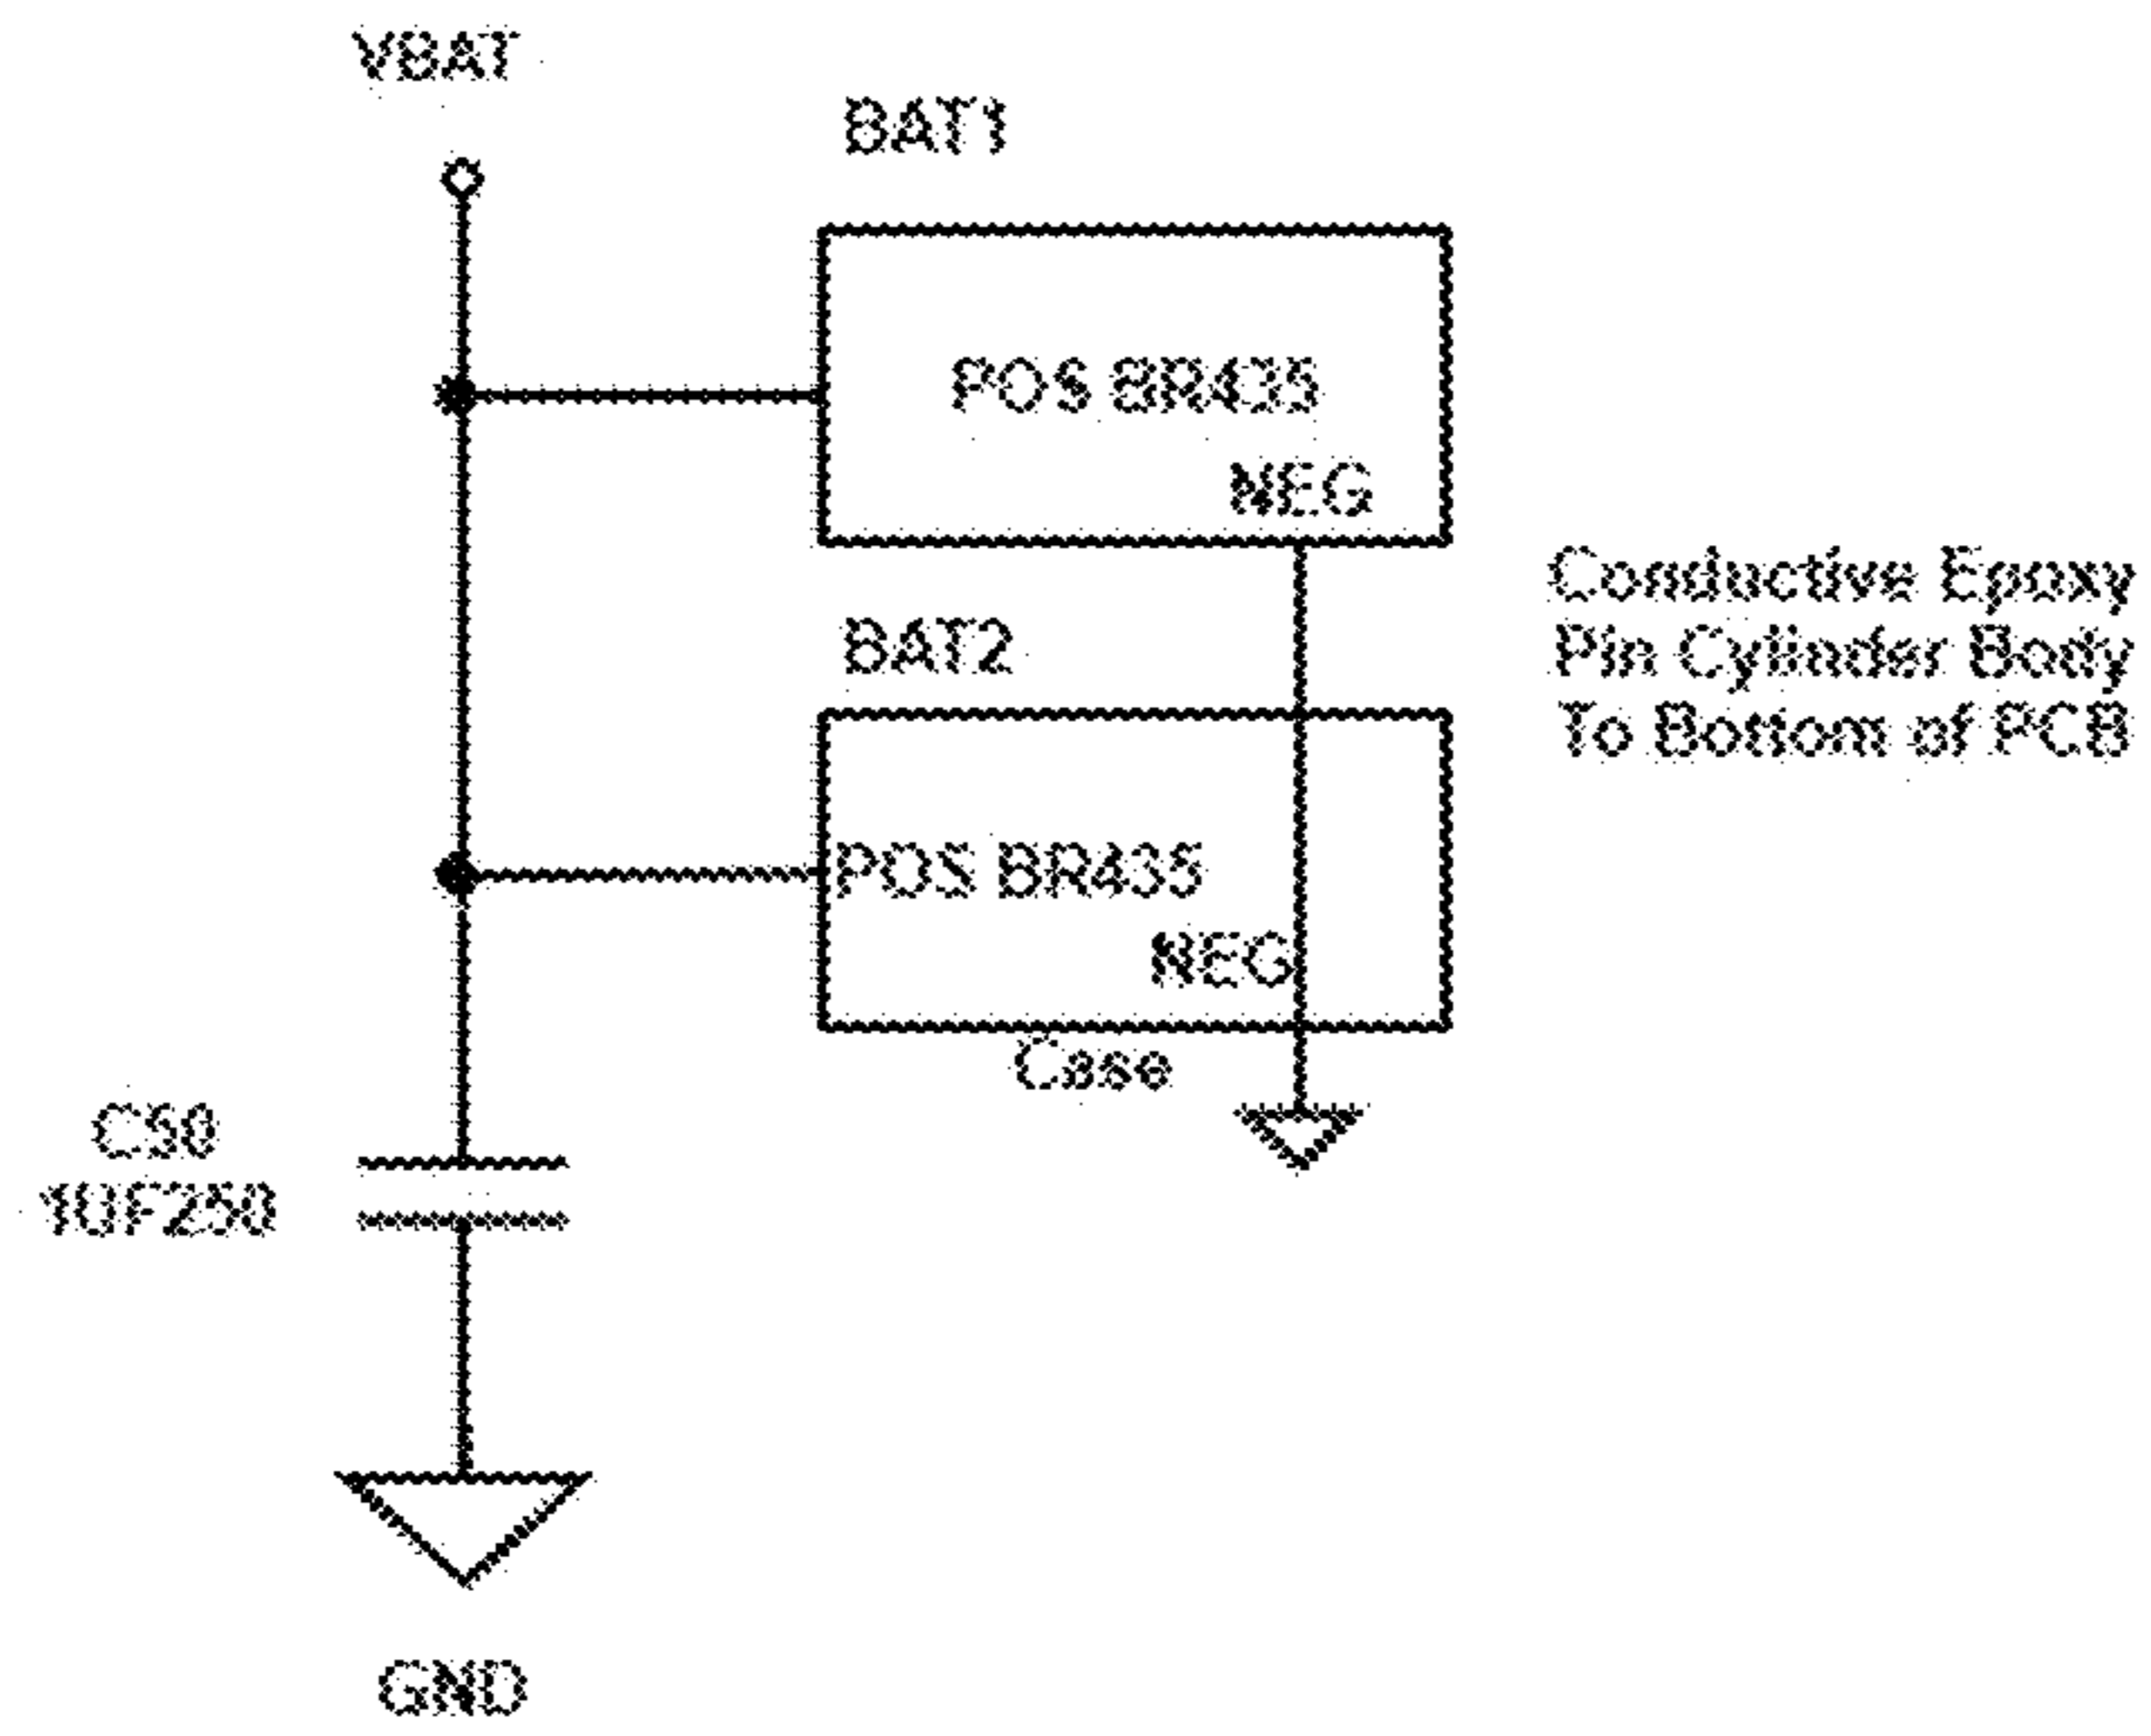 VBAT
BAT1
POS BR435
NEG
Conductive Epoxy
Pin Cylinder Body
To Bottom of PCB
BAT2
POS BR435
NEG
Case
C50
GND